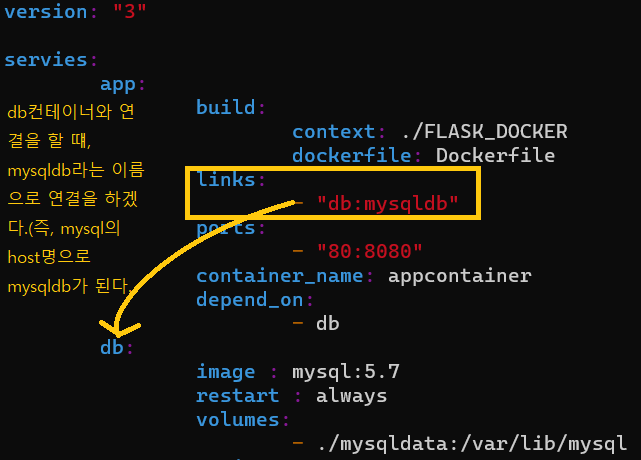 version: "3"
servies:
app:
db컨테이너와 연
결을 할 떄,
mysqldb라는 이름
으로 연결을 하겠
다.(즉, mysql의
host명으로
mysqldb가 된다.
build:
context: ./FLASK_DOCKER
dockerfile: Dockerfile
links:
- "db:mysqldb"
ports:
- "80:8080"
container_name: appcontainer
depend_on:
- db
db:
image : mysql:5.7
restart : always
volumes:
- ./mysqldata:/var/lib/mysql